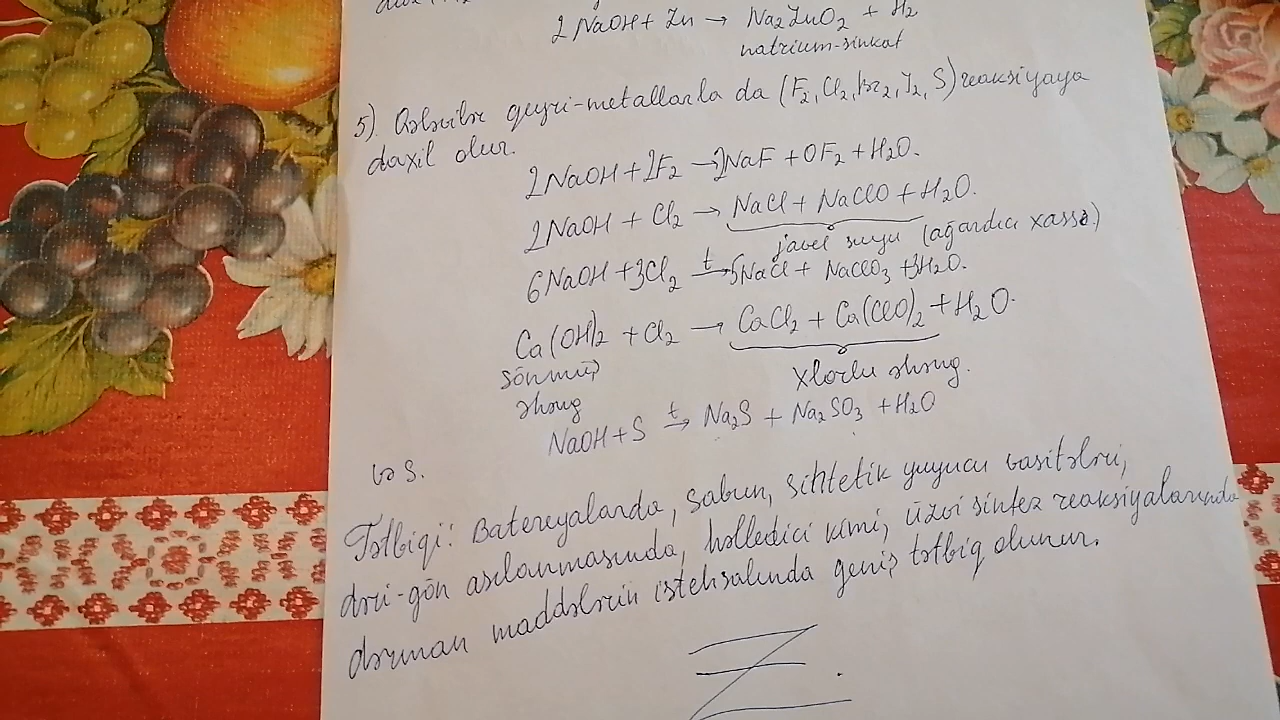 2NaOH + Zn → Na₂ZnO₂ + H₂
natrium-sinkat
5). Qələvilər qeyri-metallarla da (F₂, Cl₂, Br₂, J₂, S) reaksiyaya
daxil olur.
2NaOH + 2F₂ → 2NaF + OF₂ + H₂O.
2NaOH + Cl₂ → NaCl + NaClO + H₂O.
javel suyu (ağardıcı xassə)
6NaOH + 3Cl₂ t→ 5NaCl + NaClO₃ + 3H₂O.
Ca(OH)₂ + Cl₂ → CaCl₂ + Ca(ClO)₂ + H₂O.
Sönmüş
əhəng
xlorlu əhəng.
NaOH + S t→ Na₂S + Na₂SO₃ + H₂O
və s.
Tətbiqi: Batereyalarda, sabun, sintetik yuyucu vasitələri,
dəri-gön aşılanmasında, həlledici kimi, üzvi sintez reaksiyalarında
dərman maddələrin istehsalında geniş tətbiq olunur.